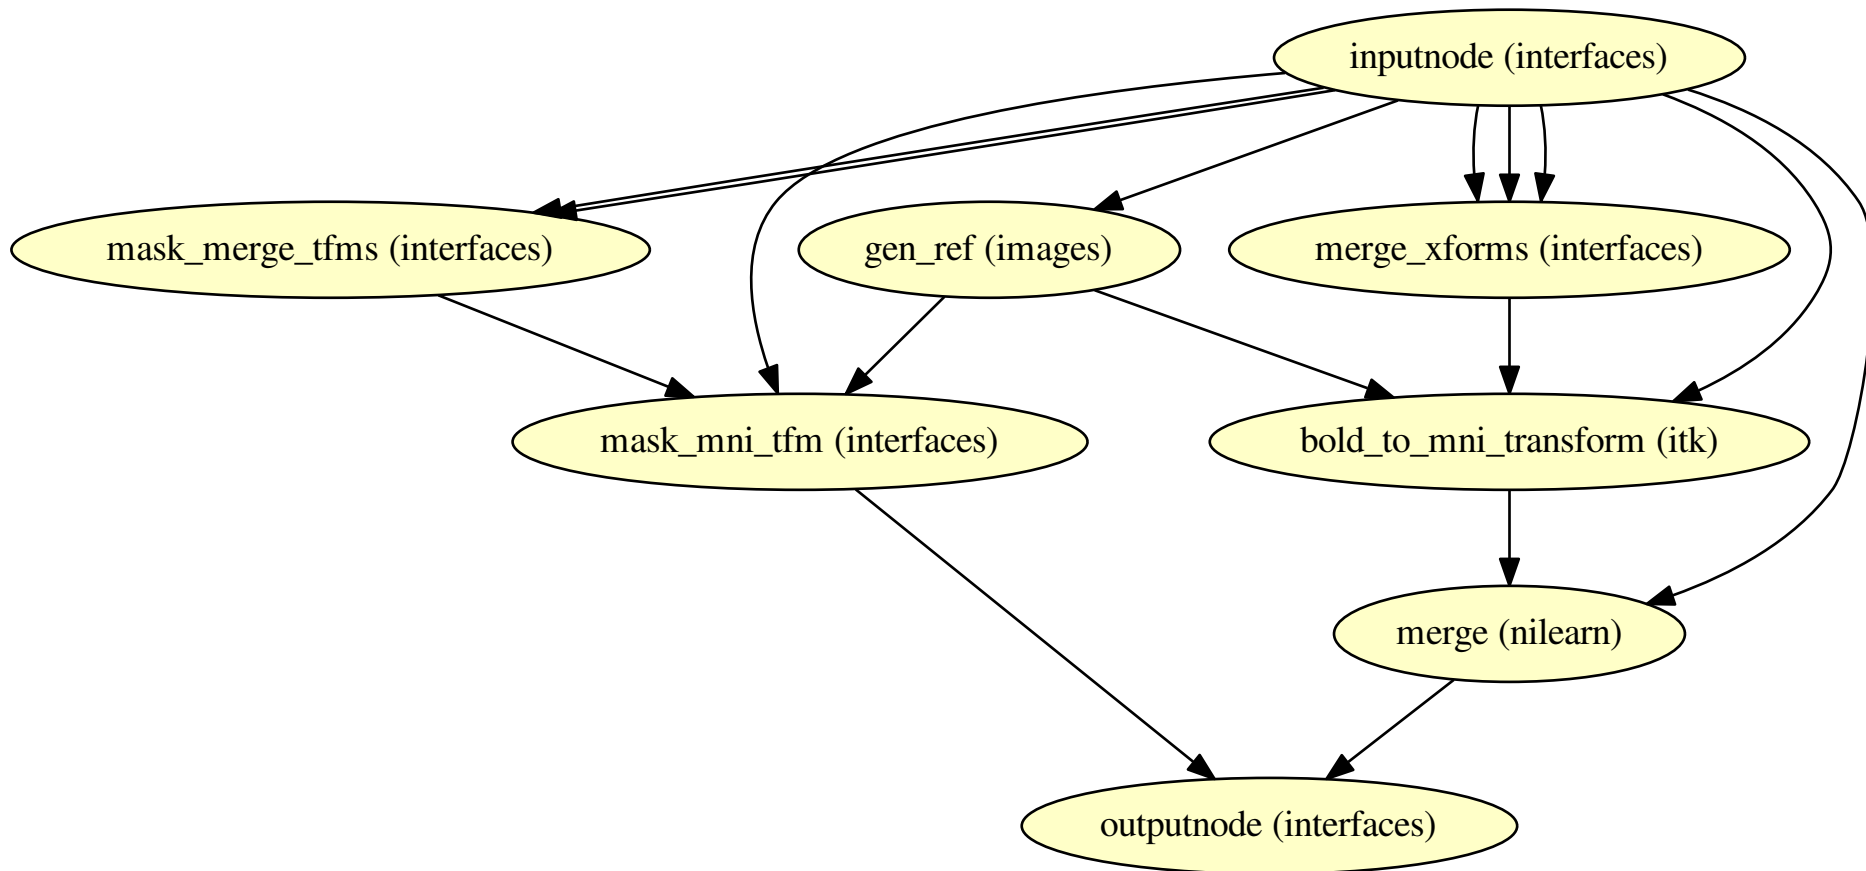 inputnode (interfaces)
mask_merge_tfms (interfaces)
gen_ref (images)
merge_xforms (interfaces)
mask_mni_tfm (interfaces)
bold_to_mni_transform (itk)
merge (nilearn)
outputnode (interfaces)